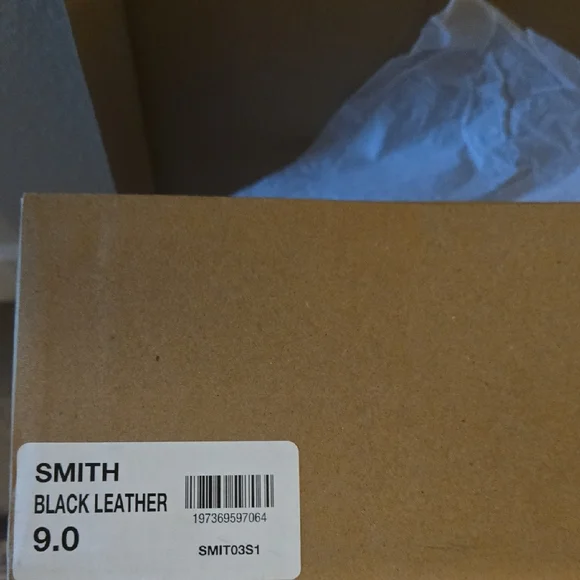 SMITH
BLACK LEATHER
9.0
197369597064
SMIT03S1